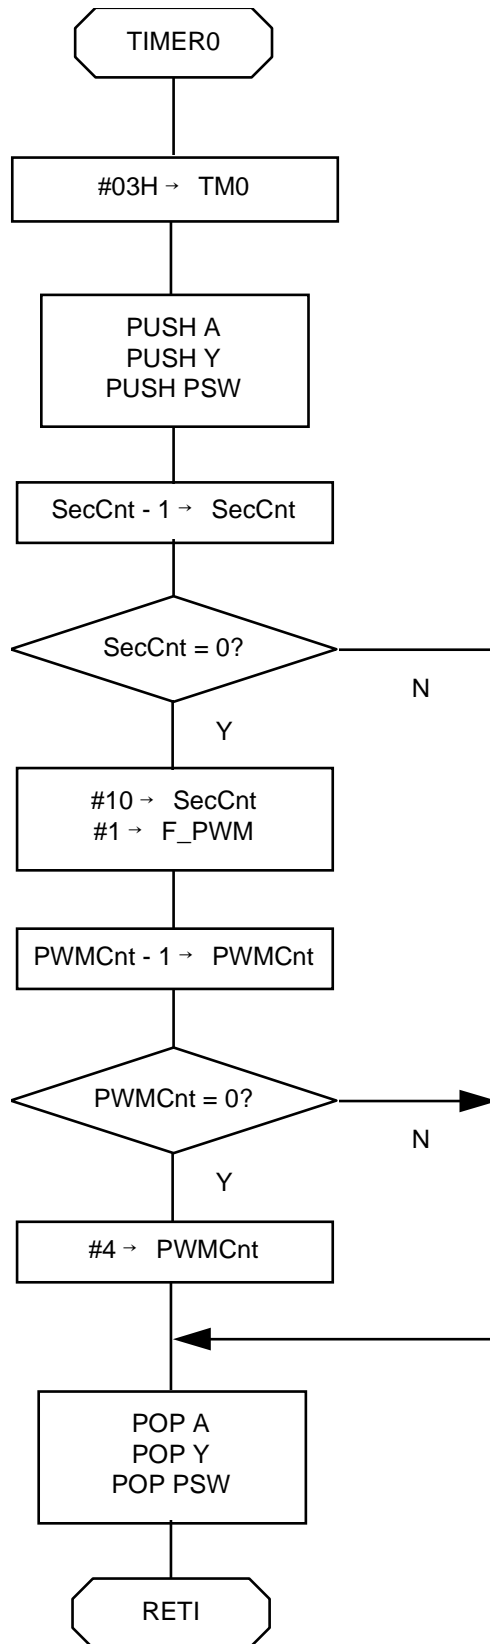 TIMER0
#03H → TM0
PUSH A
PUSH Y
PUSH PSW
SecCnt - 1 → SecCnt
SecCnt = 0?
N
Y
#10 → SecCnt
#1 → F_PWM
PWMCnt - 1 → PWMCnt
PWMCnt = 0?
N
Y
#4 → PWMCnt
POP A
POP Y
POP PSW
RETI